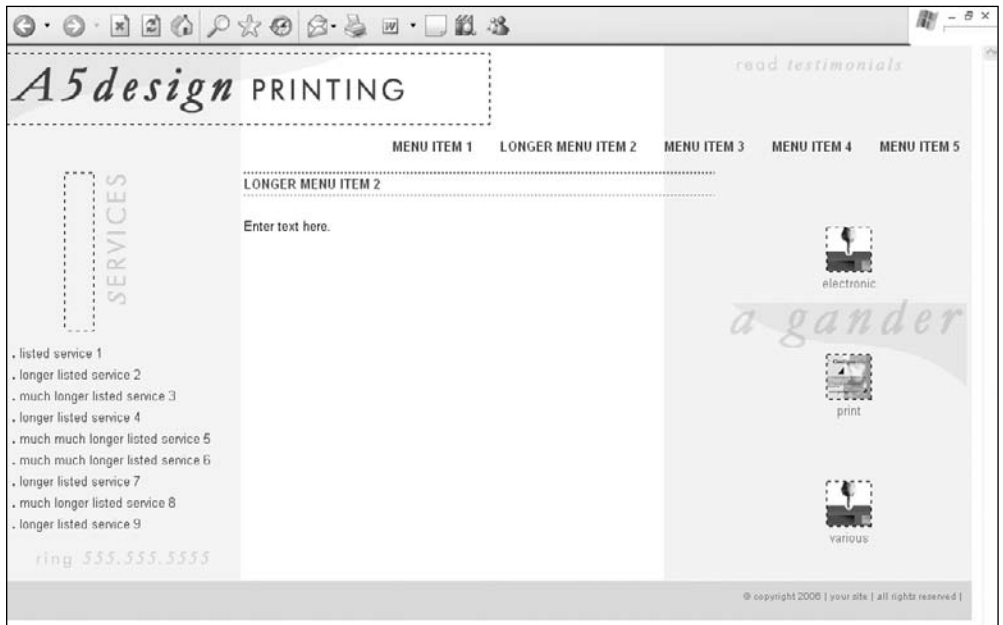 read testimonials
A5design PRINTING
MENU ITEM 1 LONGER MENU ITEM 2 MENU ITEM 3 MENU ITEM 4 MENU ITEM 5
SERVICES
LONGER MENU ITEM 2
Enter text here.
electronic
a gander
print
various
. listed service 1
. longer listed service 2
. much longer listed service 3
. longer listed service 4
. much much longer listed service 5
. much much longer listed service 6
. longer listed service 7
. much longer listed service 8
. longer listed service 9
ring 555.555.5555
© copyright 2006 | your site | all rights reserved |